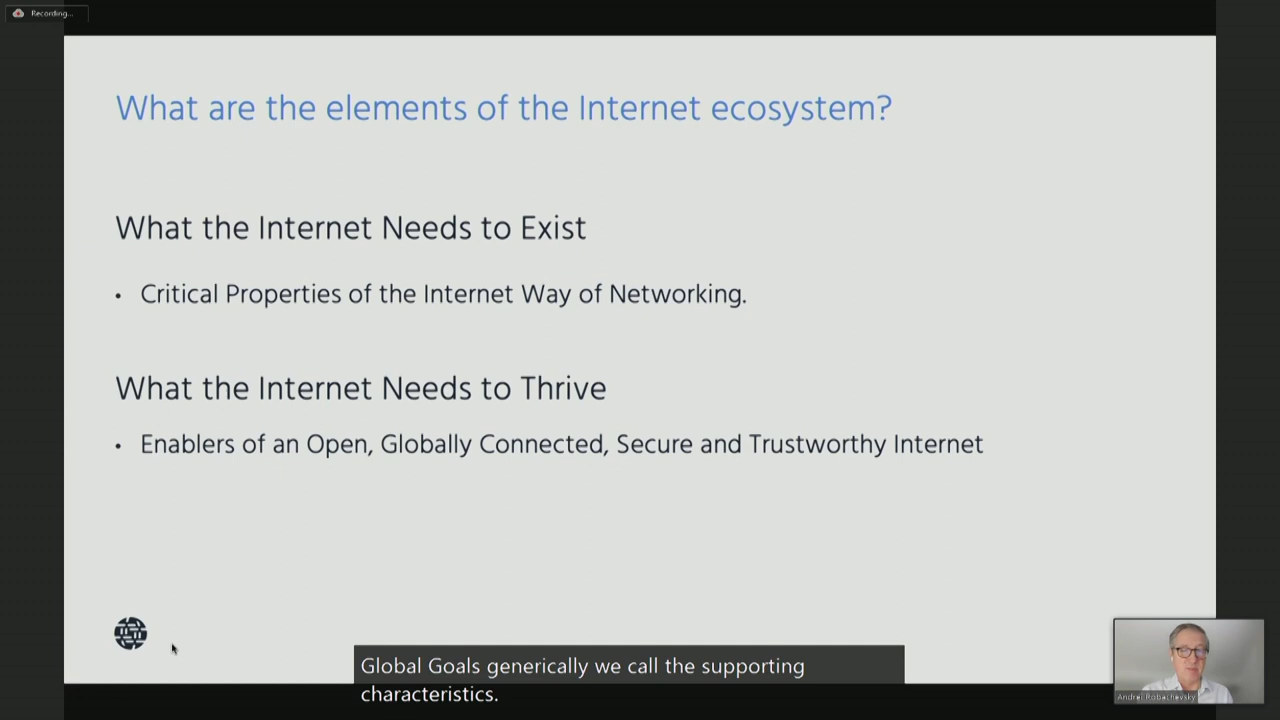 Recording...
What are the elements of the Internet ecosystem?
What the Internet Needs to Exist
• Critical Properties of the Internet Way of Networking.
What the Internet Needs to Thrive
• Enablers of an Open, Globally Connected, Secure and Trustworthy Internet
Global Goals generically we call the supporting
characteristics.
Andrei Robachevsky